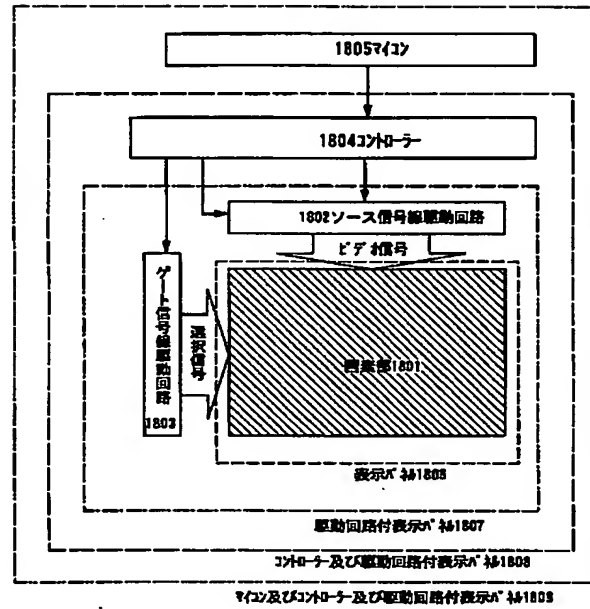 1805マイコン
1804コントローラー
1802ソース信号線駆動回路
ビデオ信号
ゲート信号線駆動回路
1803
選択信号
画素部1801
表示パネル1806
駆動回路付表示パネル1807
コントローラー及び駆動回路付表示パネル1808
マイコン及びコントローラー及び駆動回路付表示パネル1809